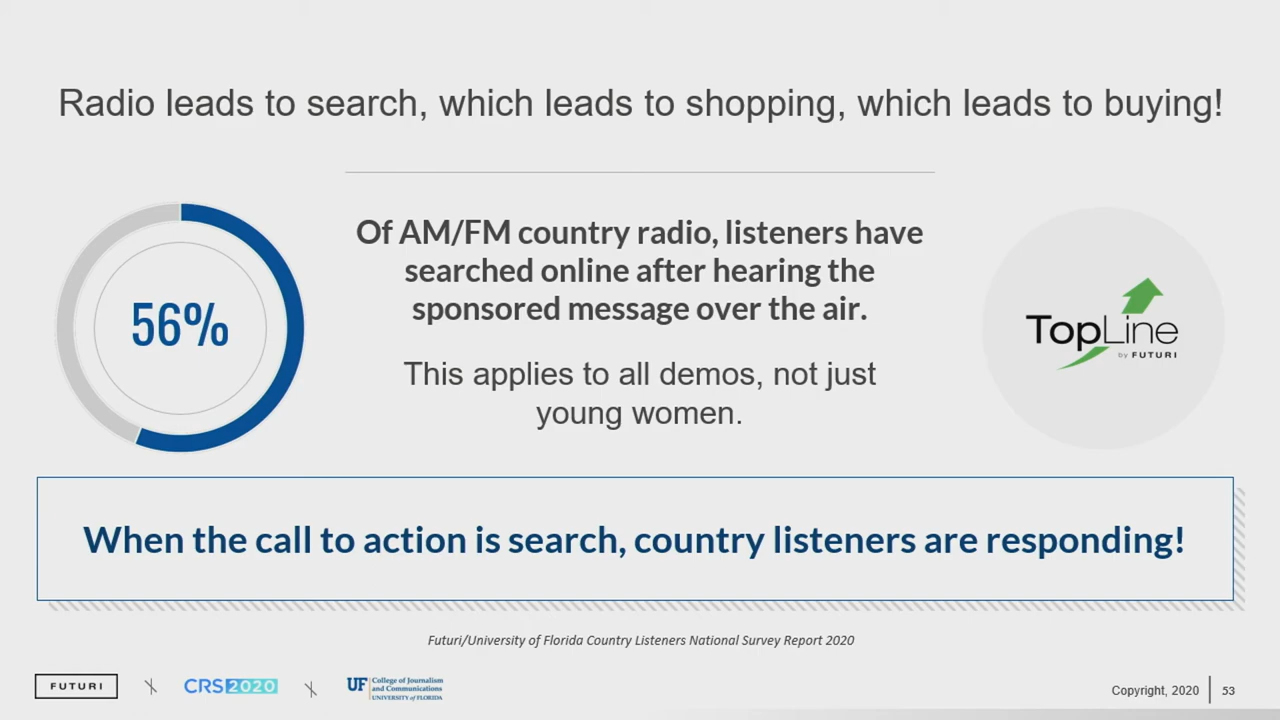 Radio leads to search, which leads to shopping, which leads to buying!
56%
Of AM/FM country radio, listeners have
searched online after hearing the
sponsored message over the air.
This applies to all demos, not just
young women.
TopLine
by FUTURI
When the call to action is search, country listeners are responding!
Futuri/University of Florida Country Listeners National Survey Report 2020
FUTURI
CRS2020
UF College of Journalism
and Communications
UNIVERSITY of FLORIDA
Copyright, 2020
53